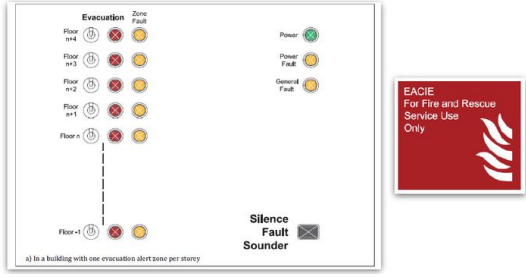 Evacuation
Zone
Fault
Floor
n+4
Floor
n+3
Floor
n+2
Floor
n+1
Floor n
Floor -1
Power
Power
Fault
General
Fault
Silence
Fault
Sounder
a) In a building with one evacuation alert zone per storey
EACIE
For Fire and Rescue
Service Use
Only